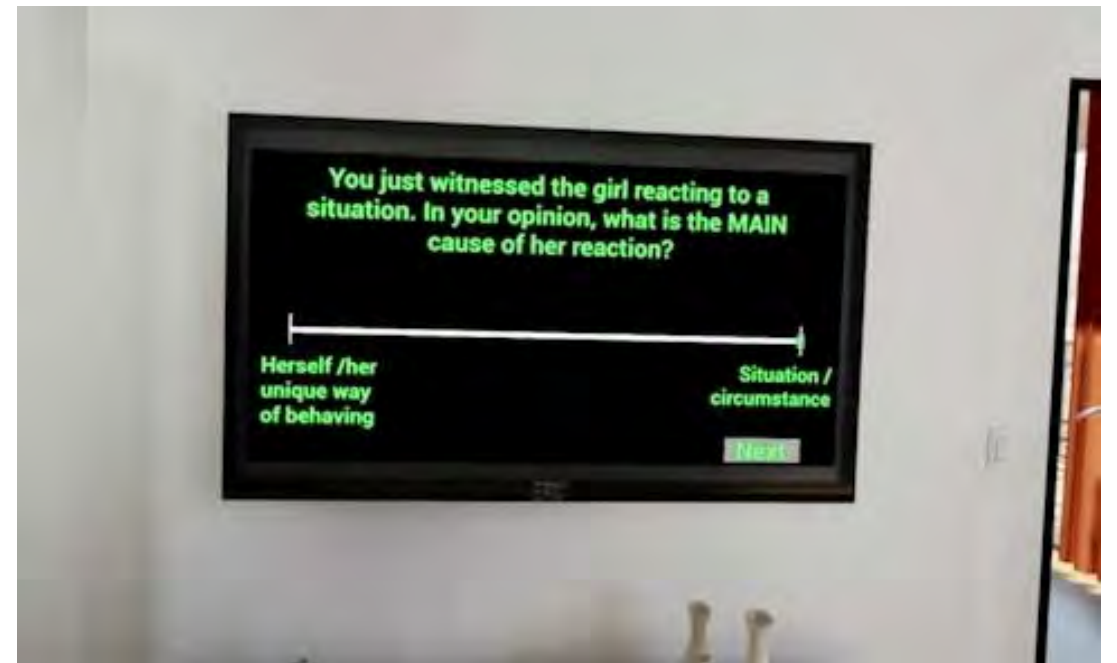 You just witnessed the girl reacting to a
situation. In your opinion, what is the MAIN
cause of her reaction?
Herself /her
unique way
of behaving
Situation /
circumstance
Next